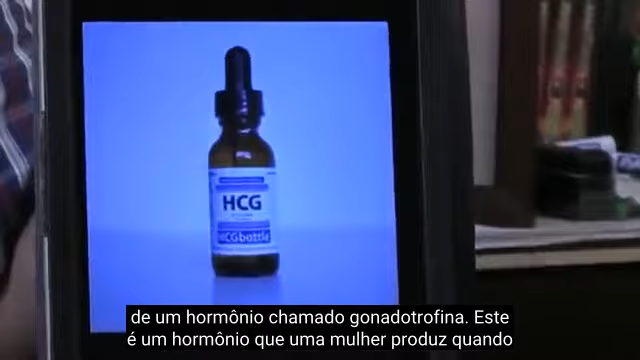 HCG
HCGbottle
de um hormônio chamado gonadotrofina. Este
é um hormônio que uma mulher produz quando